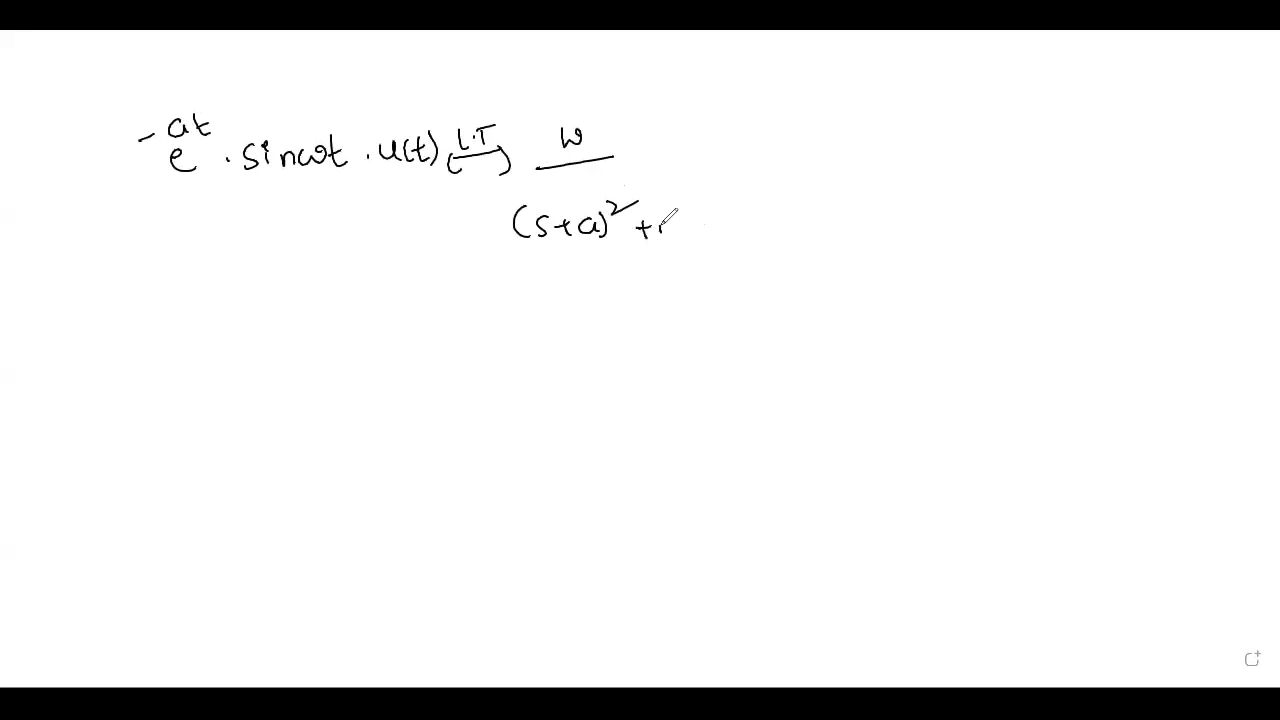 e^{-at} . sinωt . u(t) L.T ω
(s+a)² +